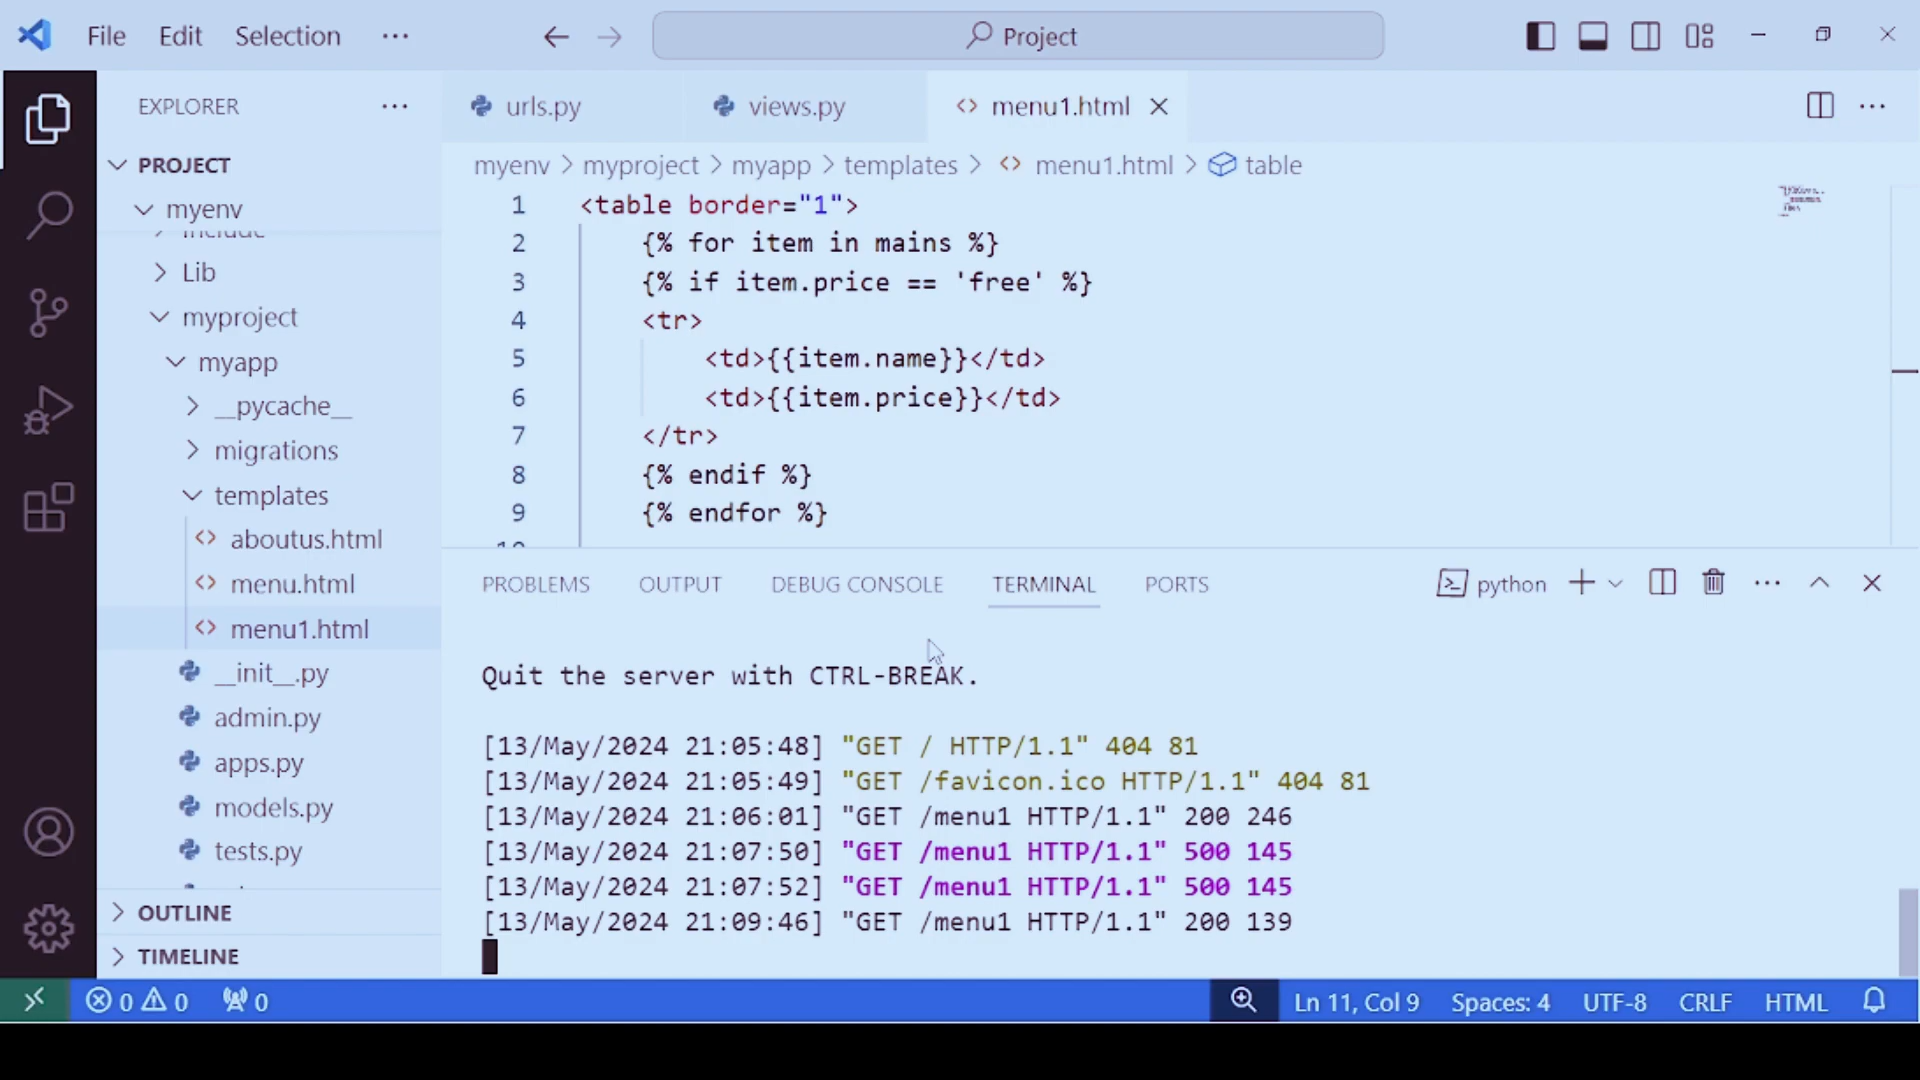 File Edit Selection ··· Project
EXPLORER ···
urls.py views.py menu1.html
PROJECT
myenv > myproject > myapp > templates > menu1.html > table
myenv
Lib
myproject
myapp
__pycache__
migrations
templates
aboutus.html
menu.html
menu1.html
__init__.py
admin.py
apps.py
models.py
tests.py
OUTLINE
TIMELINE
1 <table border="1">
2 {% for item in mains %}
3 {% if item.price == 'free' %}
4 <tr>
5 <td>{{item.name}}</td>
6 <td>{{item.price}}</td>
7 </tr>
8 {% endif %}
9 {% endfor %}
PROBLEMS OUTPUT DEBUG CONSOLE TERMINAL PORTS python
Quit the server with CTRL-BREAK.
[13/May/2024 21:05:48] "GET / HTTP/1.1" 404 81
[13/May/2024 21:05:49] "GET /favicon.ico HTTP/1.1" 404 81
[13/May/2024 21:06:01] "GET /menu1 HTTP/1.1" 200 246
[13/May/2024 21:07:50] "GET /menu1 HTTP/1.1" 500 145
[13/May/2024 21:07:52] "GET /menu1 HTTP/1.1" 500 145
[13/May/2024 21:09:46] "GET /menu1 HTTP/1.1" 200 139
0 0 0 Ln 11, Col 9 Spaces: 4 UTF-8 CRLF HTML